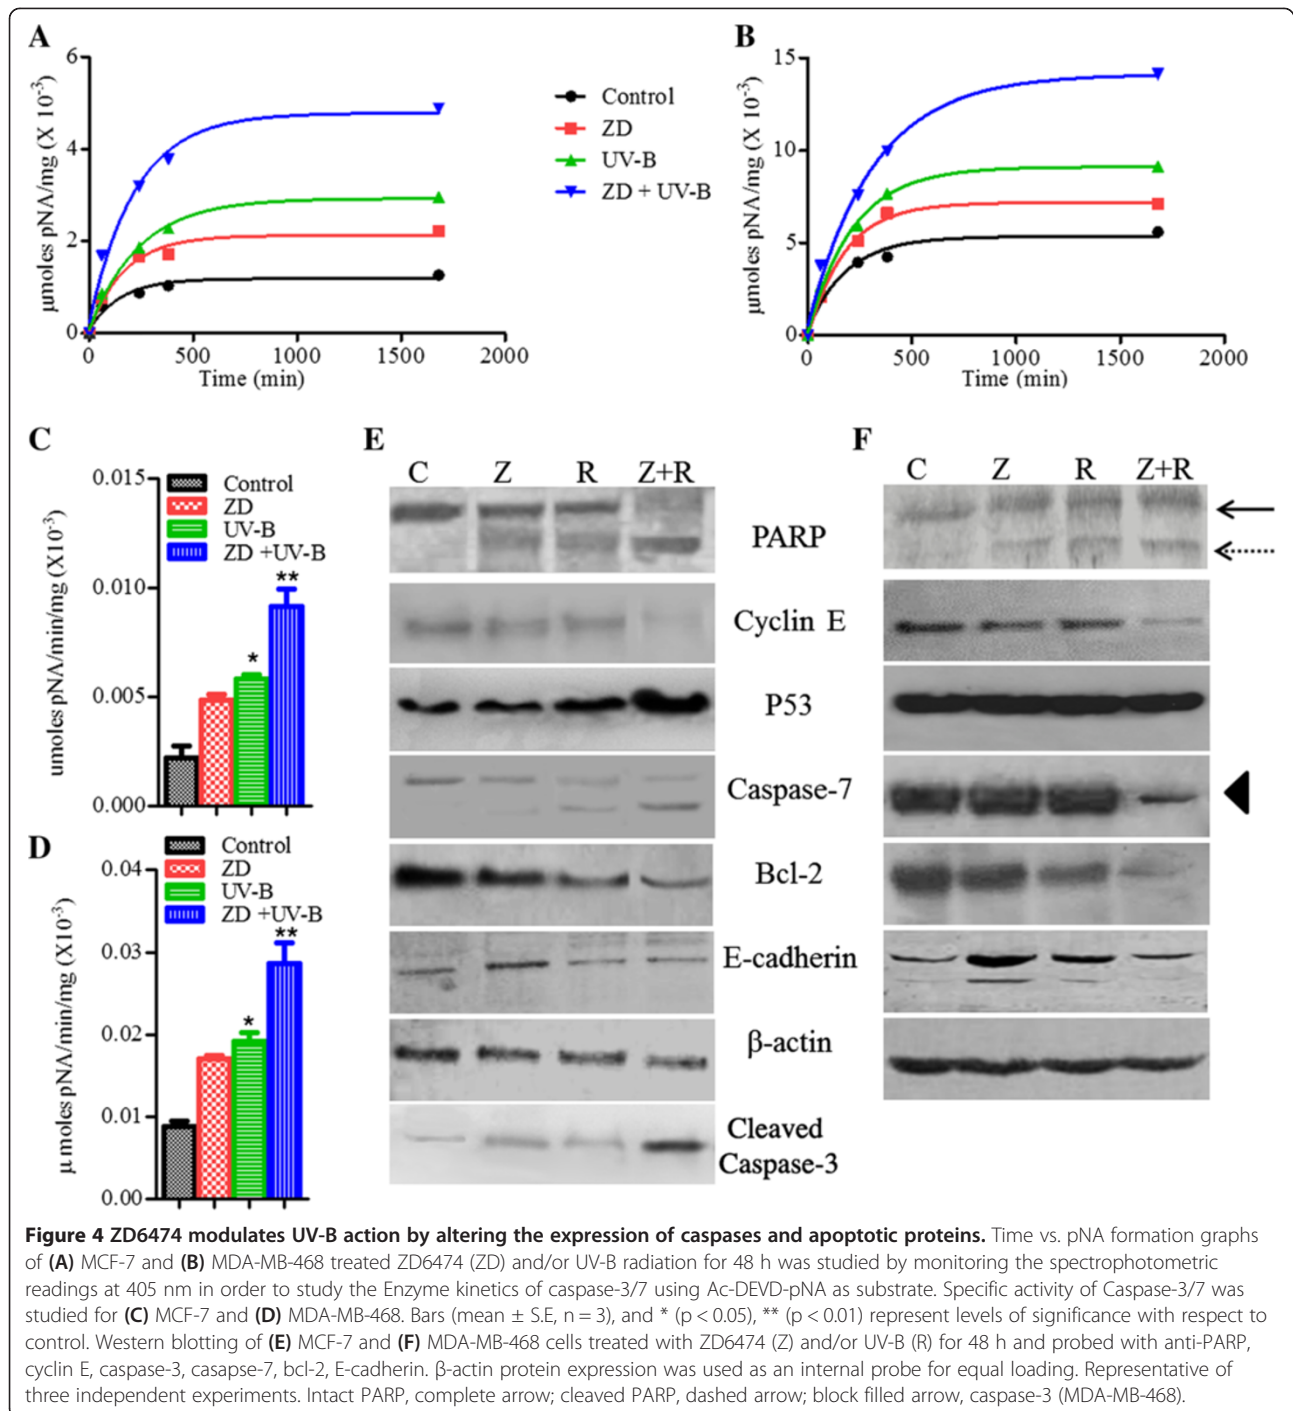 A
B
6
4
2
0
μmoles pNA/mg (X 10⁻³)
0 500 1000 1500 2000
Time (min)
Control
ZD
UV-B
ZD + UV-B
15
10
5
0
μmoles pNA/mg (X 10⁻³)
0 500 1000 1500 2000
Time (min)
C
0.015
0.010
0.005
0.000
umoles pNA/min/mg (X10⁻³)
Control
ZD
UV-B
ZD +UV-B
*
**
D
0.04
0.03
0.02
0.01
0.00
μ moles pNA/min/mg (X10⁻³)
Control
ZD
UV-B
ZD +UV-B
*
**
E
C Z R Z+R
F
C Z R Z+R
PARP
Cyclin E
P53
Caspase-7
Bcl-2
E-cadherin
β-actin
Cleaved
Caspase-3
Figure 4 ZD6474 modulates UV-B action by altering the expression of caspases and apoptotic proteins. Time vs. pNA formation graphs
of (A) MCF-7 and (B) MDA-MB-468 treated ZD6474 (ZD) and/or UV-B radiation for 48 h was studied by monitoring the spectrophotometric
readings at 405 nm in order to study the Enzyme kinetics of caspase-3/7 using Ac-DEVD-pNA as substrate. Specific activity of Caspase-3/7 was
studied for (C) MCF-7 and (D) MDA-MB-468. Bars (mean ± S.E, n = 3), and * (p < 0.05), ** (p < 0.01) represent levels of significance with respect to
control. Western blotting of (E) MCF-7 and (F) MDA-MB-468 cells treated with ZD6474 (Z) and/or UV-B (R) for 48 h and probed with anti-PARP,
cyclin E, caspase-3, casapse-7, bcl-2, E-cadherin. β-actin protein expression was used as an internal probe for equal loading. Representative of
three independent experiments. Intact PARP, complete arrow; cleaved PARP, dashed arrow; block filled arrow, caspase-3 (MDA-MB-468).